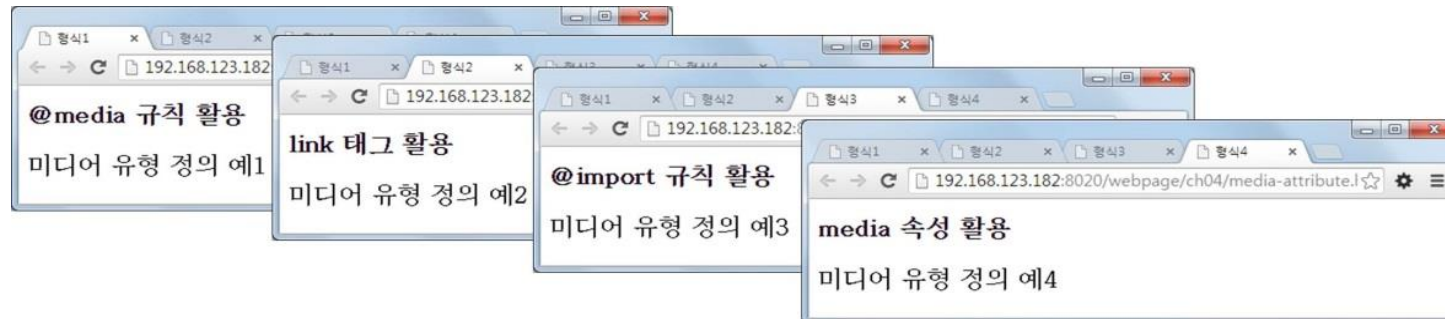 형식1 형식2
192.168.123.182
@media 규칙 활용
미디어 유형 정의 예1
형식1 형식2
192.168.123.182
link 태그 활용
미디어 유형 정의 예2
형식1 형식2 형식3 형식4
192.168.123.182:8
@import 규칙 활용
미디어 유형 정의 예3
형식1 형식2 형식3 형식4
192.168.123.182:8020/webpage/ch04/media-attribute.l
media 속성 활용
미디어 유형 정의 예4